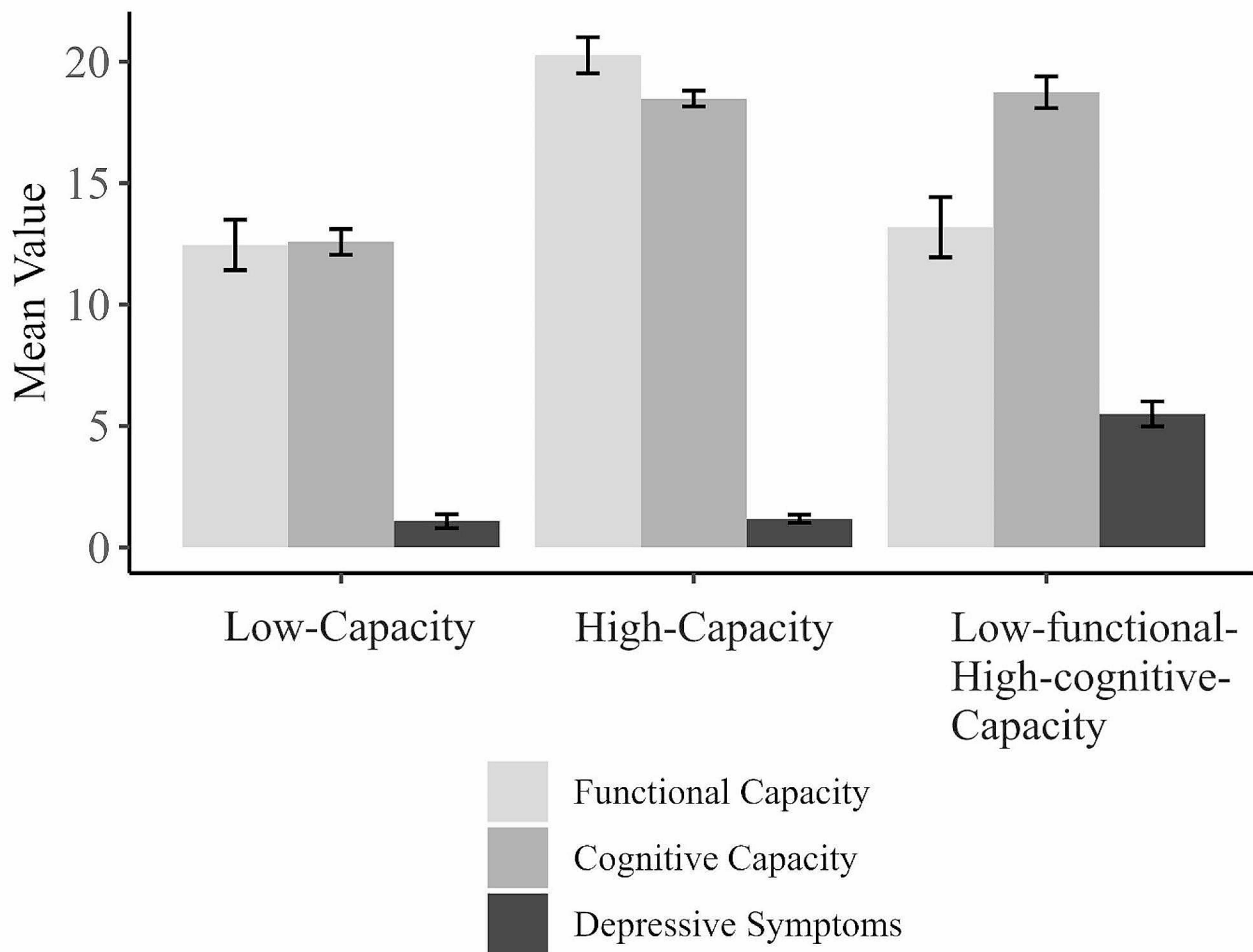 20
15
10
5
0
Mean Value
Low-Capacity
High-Capacity
Low-functional-
High-cognitive-
Capacity
Functional Capacity
Cognitive Capacity
Depressive Symptoms